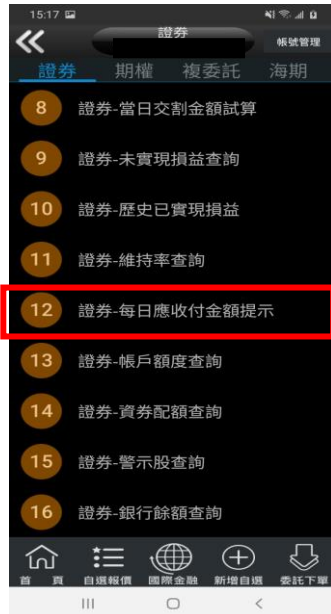 15:17
證券
帳號管理
證券 期權 複委託 海期
8 證券-當日交割金額試算
9 證券-未實現損益查詢
10 證券-歷史已實現損益
11 證券-維持率查詢
12 證券-每日應收付金額提示
13 證券-帳戶額度查詢
14 證券-資券配額查詢
15 證券-警示股查詢
16 證券-銀行餘額查詢
首頁 自選報價 國際金融 新增自選 委託下單